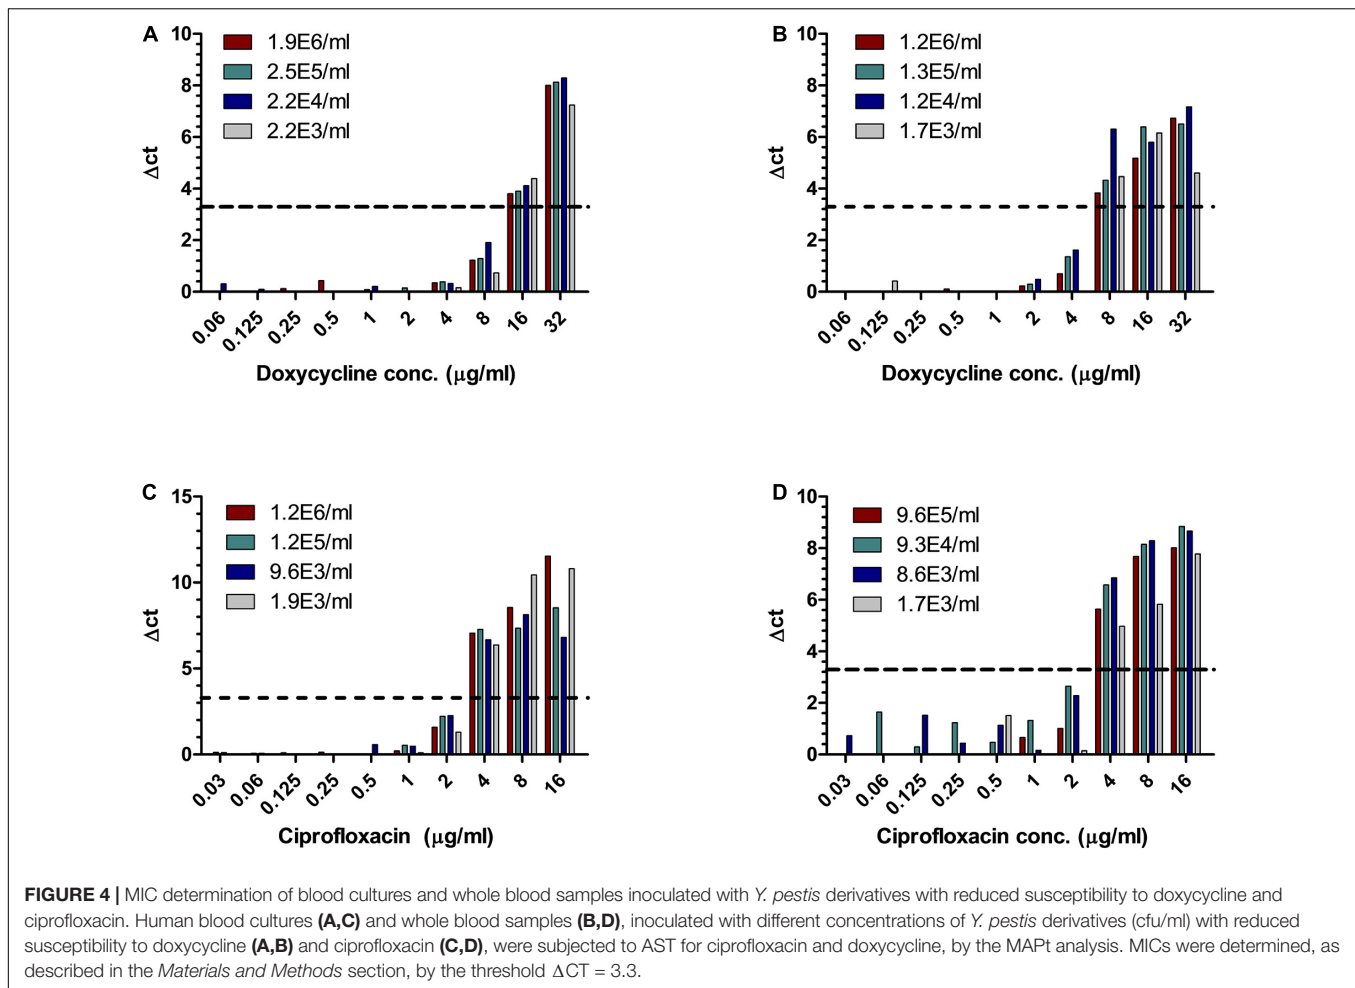 A
10
8
6
4
2
0
Δct
1.9E6/ml
2.5E5/ml
2.2E4/ml
2.2E3/ml
0.06 0.125 0.25 0.5 1 2 4 8 16 32
Doxycycline conc. (μg/ml)
B
10
8
6
4
2
0
Δct
1.2E6/ml
1.3E5/ml
1.2E4/ml
1.7E3/ml
0.06 0.125 0.25 0.5 1 2 4 8 16 32
Doxycycline conc. (μg/ml)
C
15
10
5
0
Δct
1.2E6/ml
1.2E5/ml
9.6E3/ml
1.9E3/ml
0.03 0.06 0.125 0.25 0.5 1 2 4 8 16
Ciprofloxacin (μg/ml)
D
10
8
6
4
2
0
Δct
9.6E5/ml
9.3E4/ml
8.6E3/ml
1.7E3/ml
0.03 0.06 0.125 0.25 0.5 1 2 4 8 16
Ciprofloxacin conc. (μg/ml)
FIGURE 4 | MIC determination of blood cultures and whole blood samples inoculated with Y. pestis derivatives with reduced susceptibility to doxycycline and
ciprofloxacin. Human blood cultures (A,C) and whole blood samples (B,D), inoculated with different concentrations of Y. pestis derivatives (cfu/ml) with reduced
susceptibility to doxycycline (A,B) and ciprofloxacin (C,D), were subjected to AST for ciprofloxacin and doxycycline, by the MAPt analysis. MICs were determined, as
described in the Materials and Methods section, by the threshold ΔCT = 3.3.